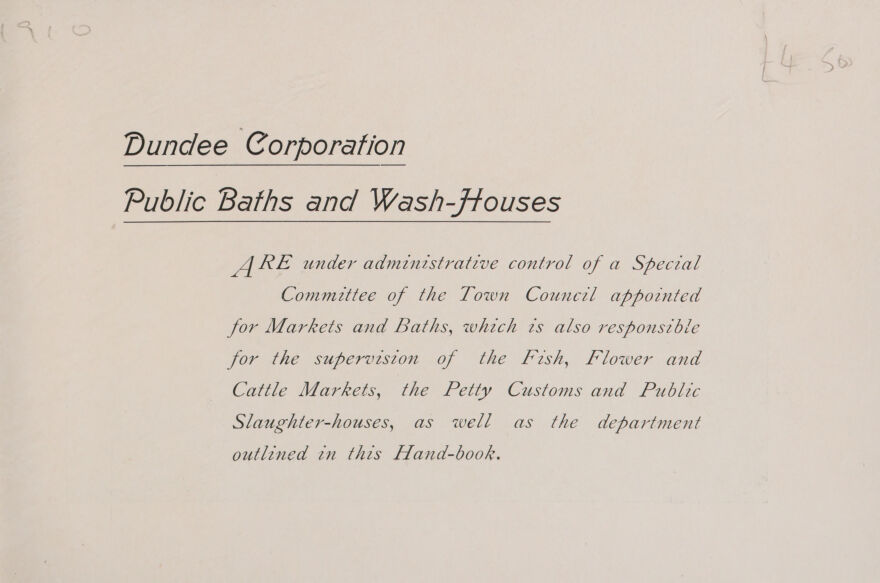 1910
£4.50
Dundee Corporation
Public Baths and Wash-Houses
ARE under administrative control of a Special
Committee of the Town Council appointed
for Markets and Baths, which is also responsible
for the supervision of the Fish, Flower and
Cattle Markets, the Petty Customs and Public
Slaughter-houses, as well as the department
outlined in this Hand-book.